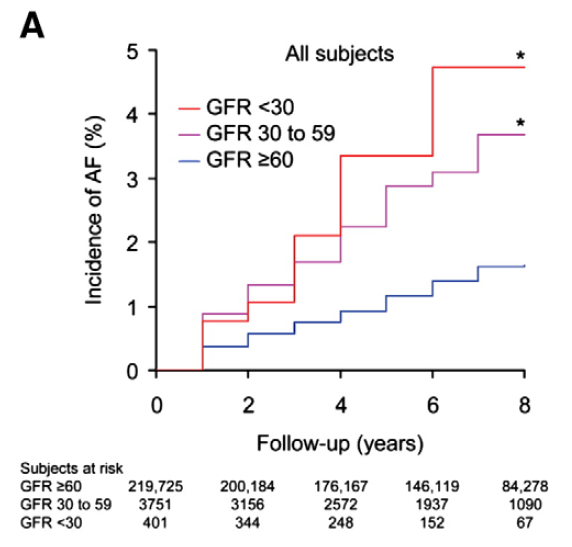 A
All subjects
*
*
GFR <30
GFR 30 to 59
GFR ≥60
Incidence of AF (%)
5
4
3
2
1
0
0 2 4 6 8
Follow-up (years)
Subjects at risk
GFR ≥60 219,725 200,184 176,167 146,119 84,278
GFR 30 to 59 3751 3156 2572 1937 1090
GFR <30 401 344 248 152 67